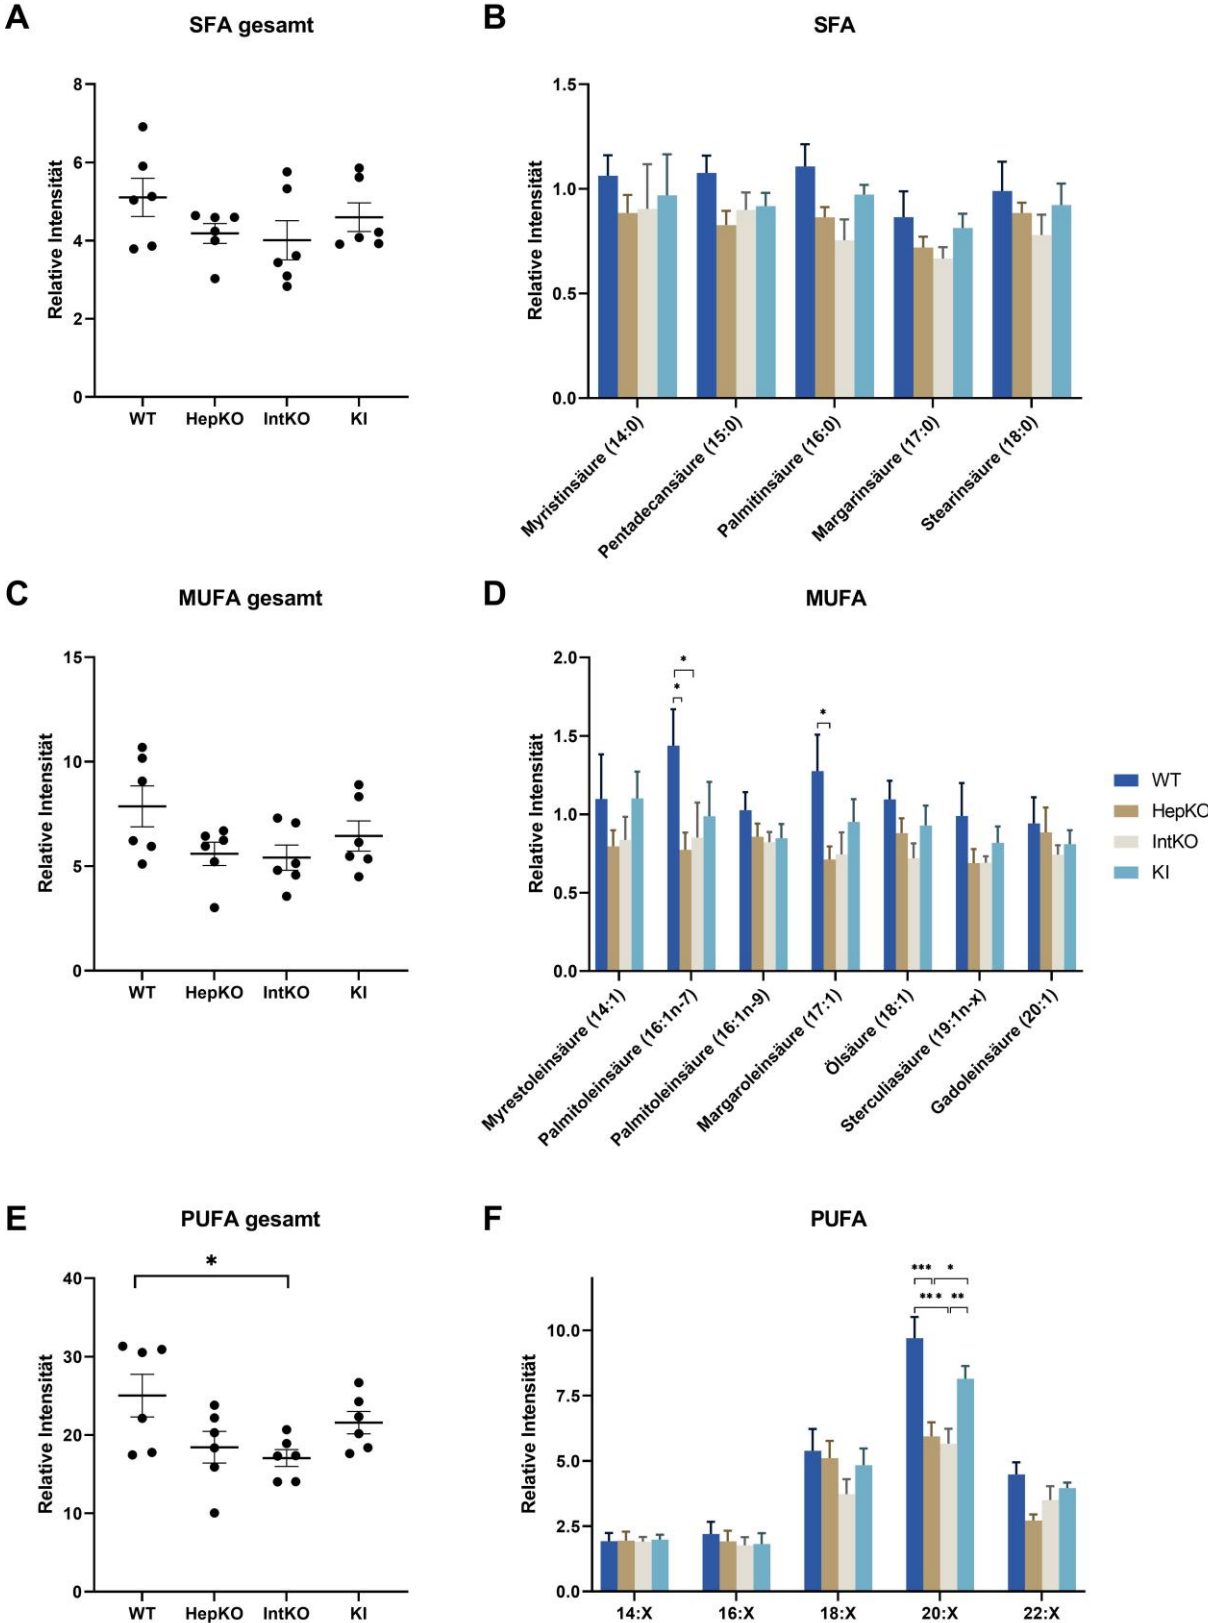 A
SFA gesamt
Relative Intensität
8
6
4
2
0
WT HepKO IntKO KI
B
SFA
Relative Intensität
1.5
1.0
0.5
0.0
Myristinsäure (14:0)
Pentadecansäure (15:0)
Palmitinsäure (16:0)
Margarinsäure (17:0)
Stearinsäure (18:0)
C
MUFA gesamt
Relative Intensität
15
10
5
0
WT HepKO IntKO KI
D
MUFA
Relative Intensität
2.0
1.5
1.0
0.5
0.0
*
*
*
Myrestoleinsäure (14:1)
Palmitoleinsäure (16:1n-7)
Palmitoleinsäure (16:1n-9)
Margaroleinsäure (17:1)
Ölsäure (18:1)
Sterculiasäure (19:1n-x)
Gadoleinsäure (20:1)
WT
HepKO
IntKO
KI
E
PUFA gesamt
*
Relative Intensität
40
30
20
10
0
WT HepKO IntKO KI
F
PUFA
Relative Intensität
10.0
7.5
5.0
2.5
0.0
*** *
*** **
14:X 16:X 18:X 20:X 22:X